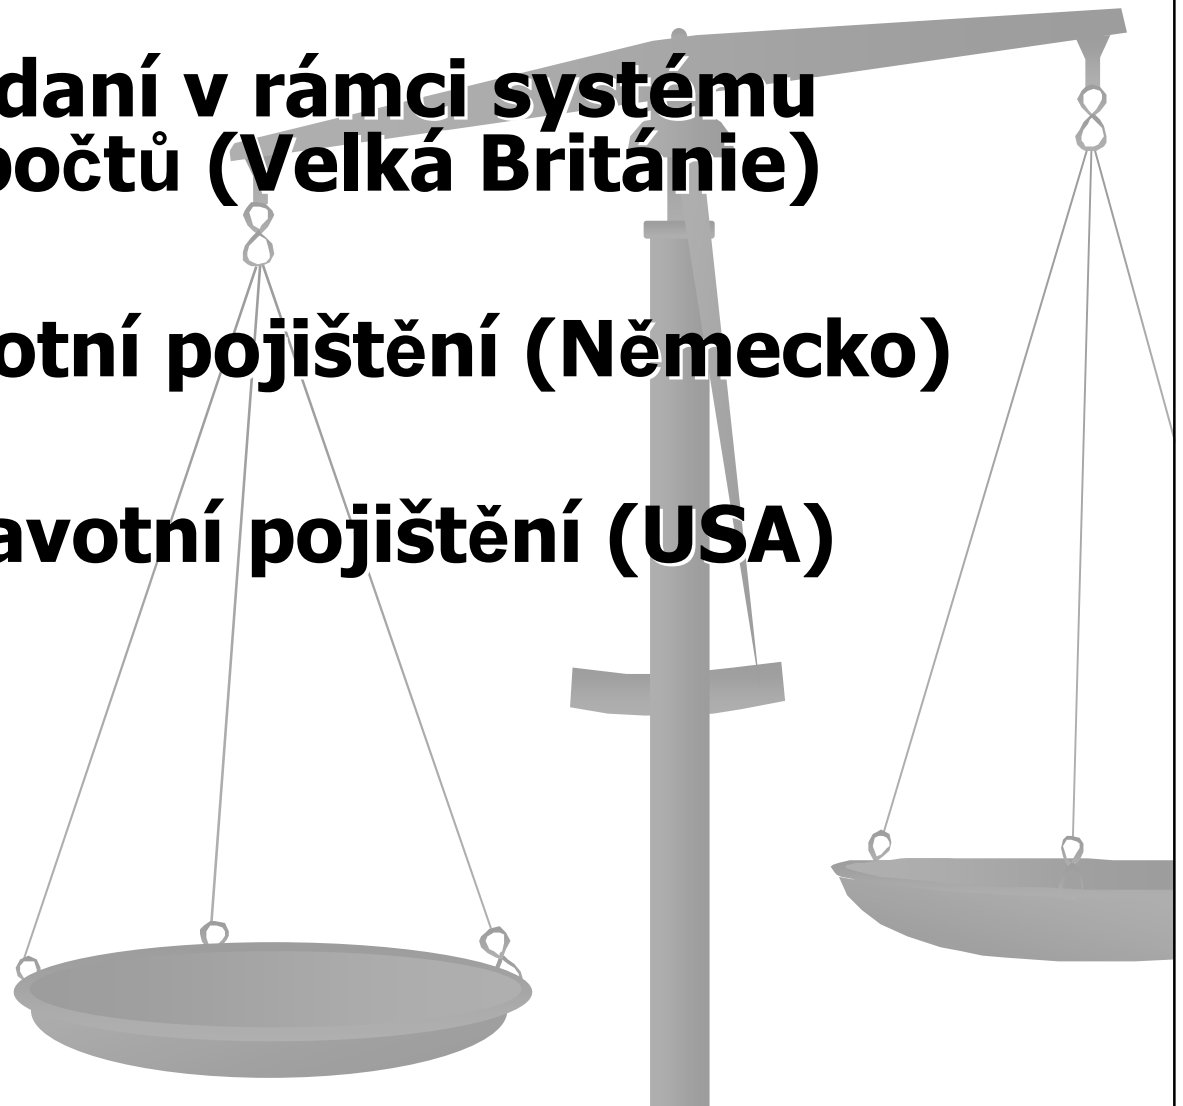 daní v rámci systému
počtů (Velká Británie)
otní pojištění (Německo)
avotní pojištění (USA)